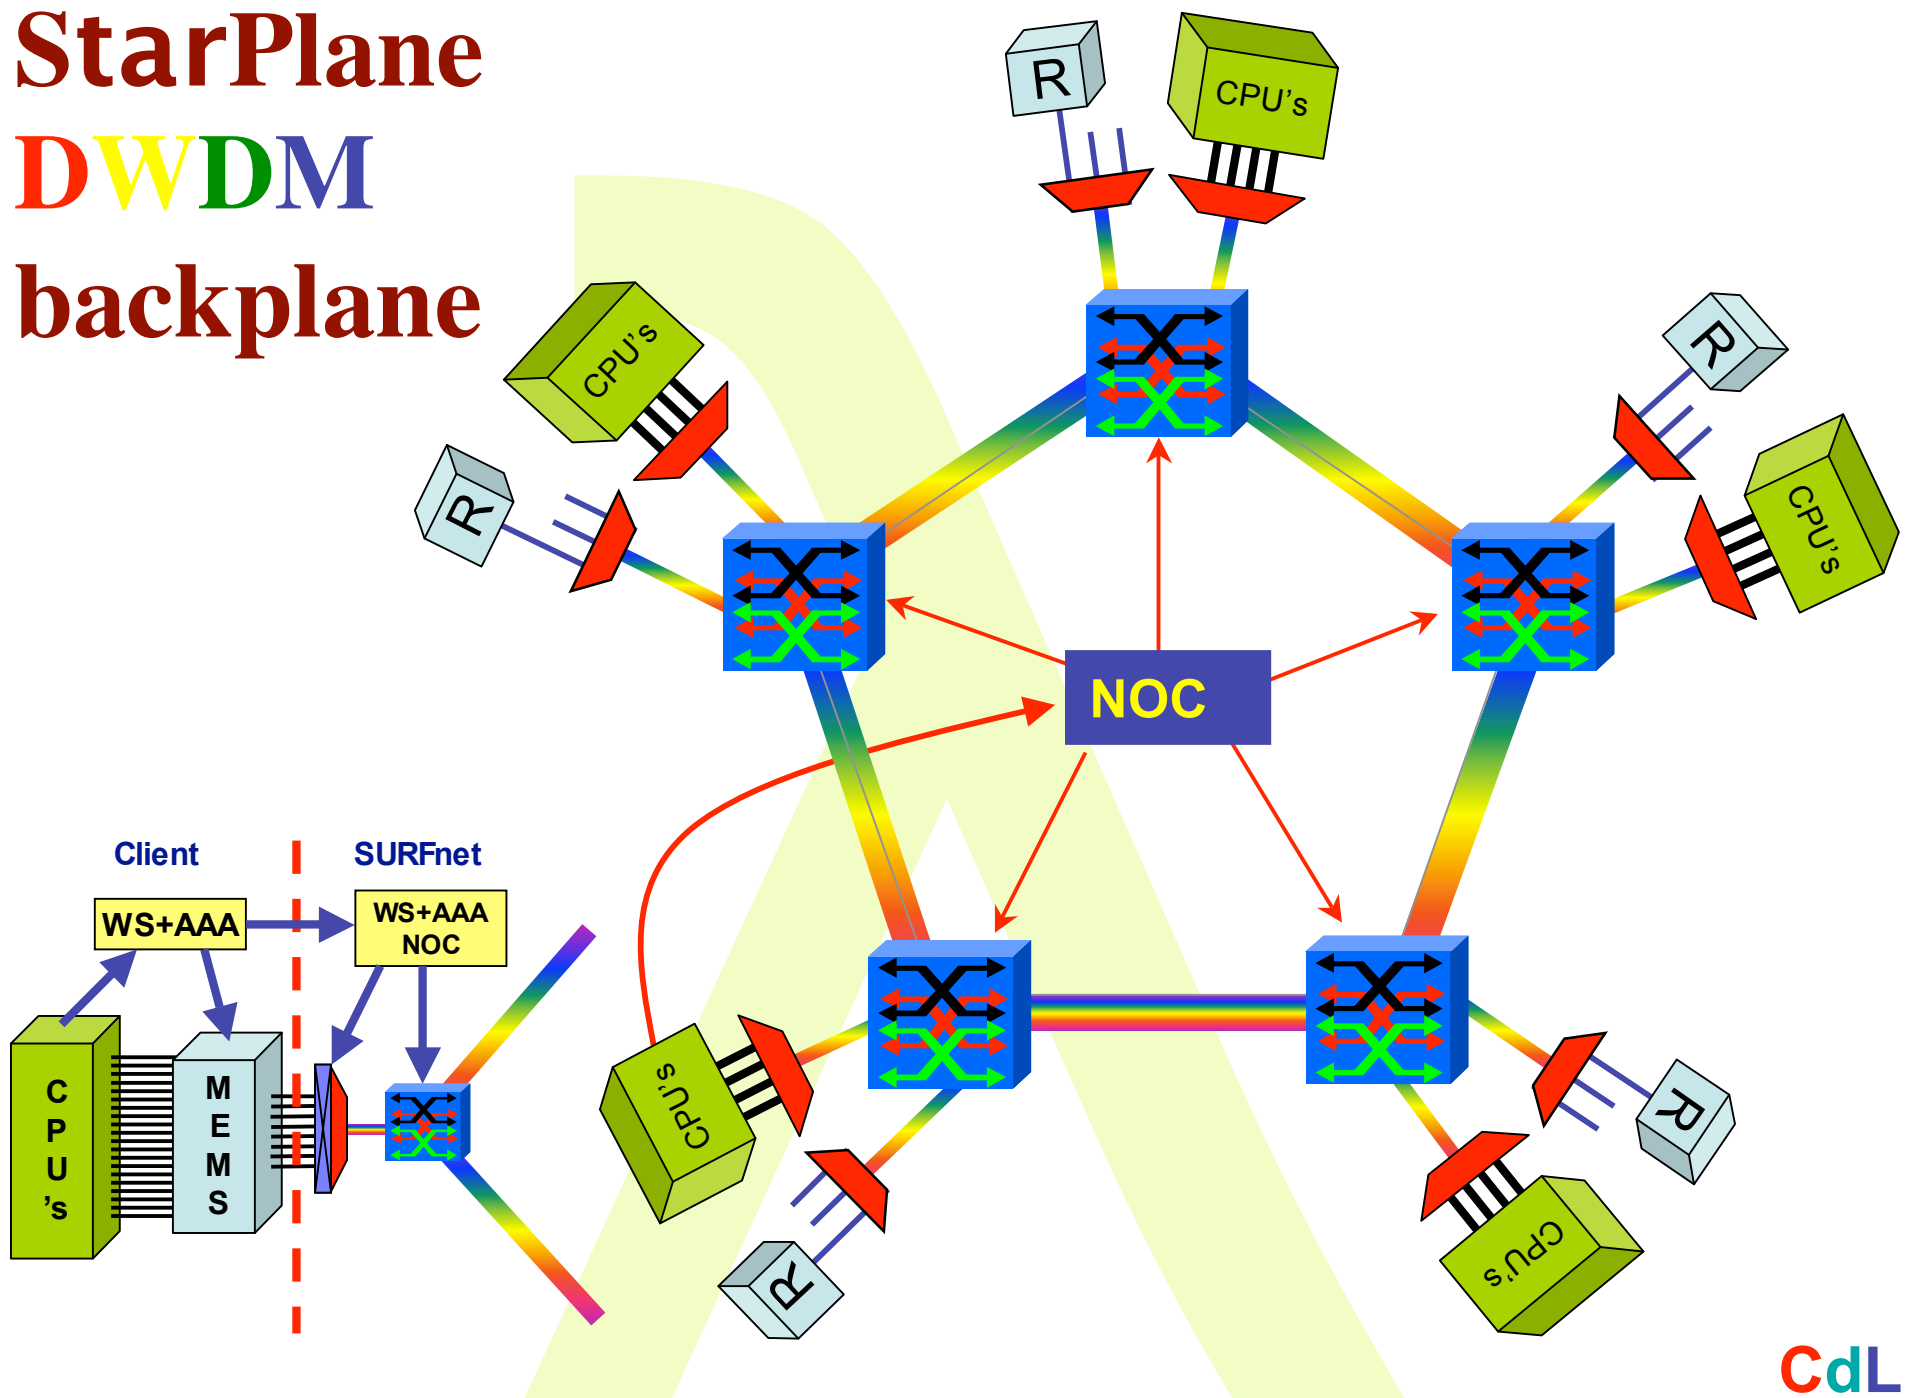 StarPlane
DWDM
backplane
R
CPU's
CPU's
R
R
CPU's
NOC
Client
SURFnet
WS+AAA
WS+AAA
NOC
C
P
U
's
M
E
M
S
CPU's
R
R
CPU's
CdL